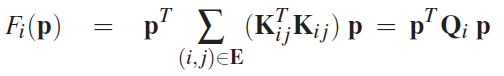 F_i(p) = p^T ∑_{(i,j)∈E} (K_{ij}^T K_{ij}) p = p^T Q_i p